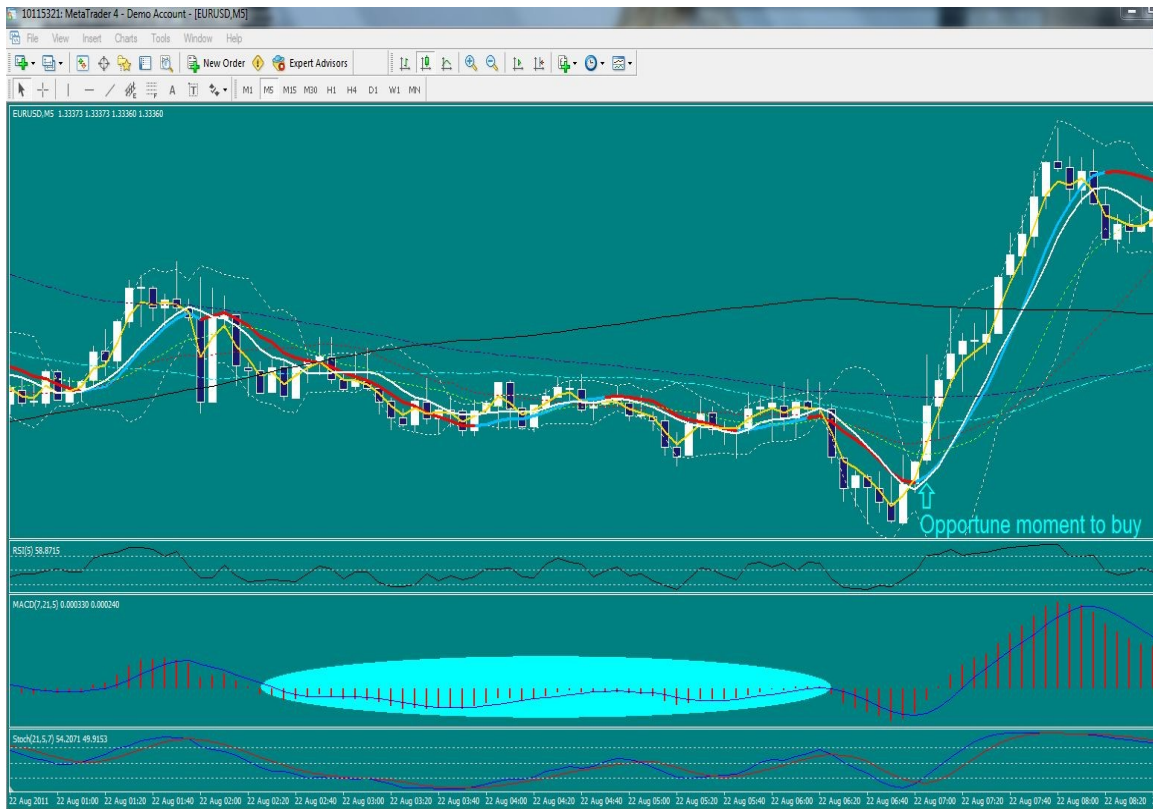 10115321: MetaTrader 4 - Demo Account - [EURUSD,M5]
File View Insert Charts Tools Window Help
New Order Expert Advisors
A T M1 M5 M15 M30 H1 H4 D1 W1 MN
EURUSD,M5 1.33373 1.33373 1.33360 1.33360
Opportune moment to buy
RSI(5) 58.8715
MACD(7,21,5) 0.000330 0.000240
Stoch(21,5,7) 54.2071 49.9153
22 Aug 2011 22 Aug 01:00 22 Aug 01:20 22 Aug 01:40 22 Aug 02:00 22 Aug 02:20 22 Aug 02:40 22 Aug 03:00 22 Aug 03:20 22 Aug 03:40 22 Aug 04:00 22 Aug 04:20 22 Aug 04:40 22 Aug 05:00 22 Aug 05:20 22 Aug 05:40 22 Aug 06:00 22 Aug 06:20 22 Aug 06:40 22 Aug 07:00 22 Aug 07:20 22 Aug 07:40 22 Aug 08:00 22 Aug 08:20